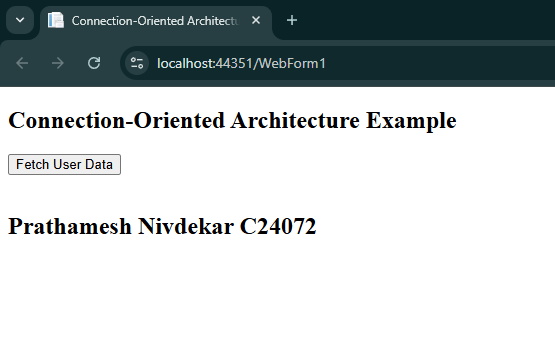 Connection-Oriented Architectu
localhost:44351/WebForm1
Connection-Oriented Architecture Example
Fetch User Data
Prathamesh Nivdekar C24072